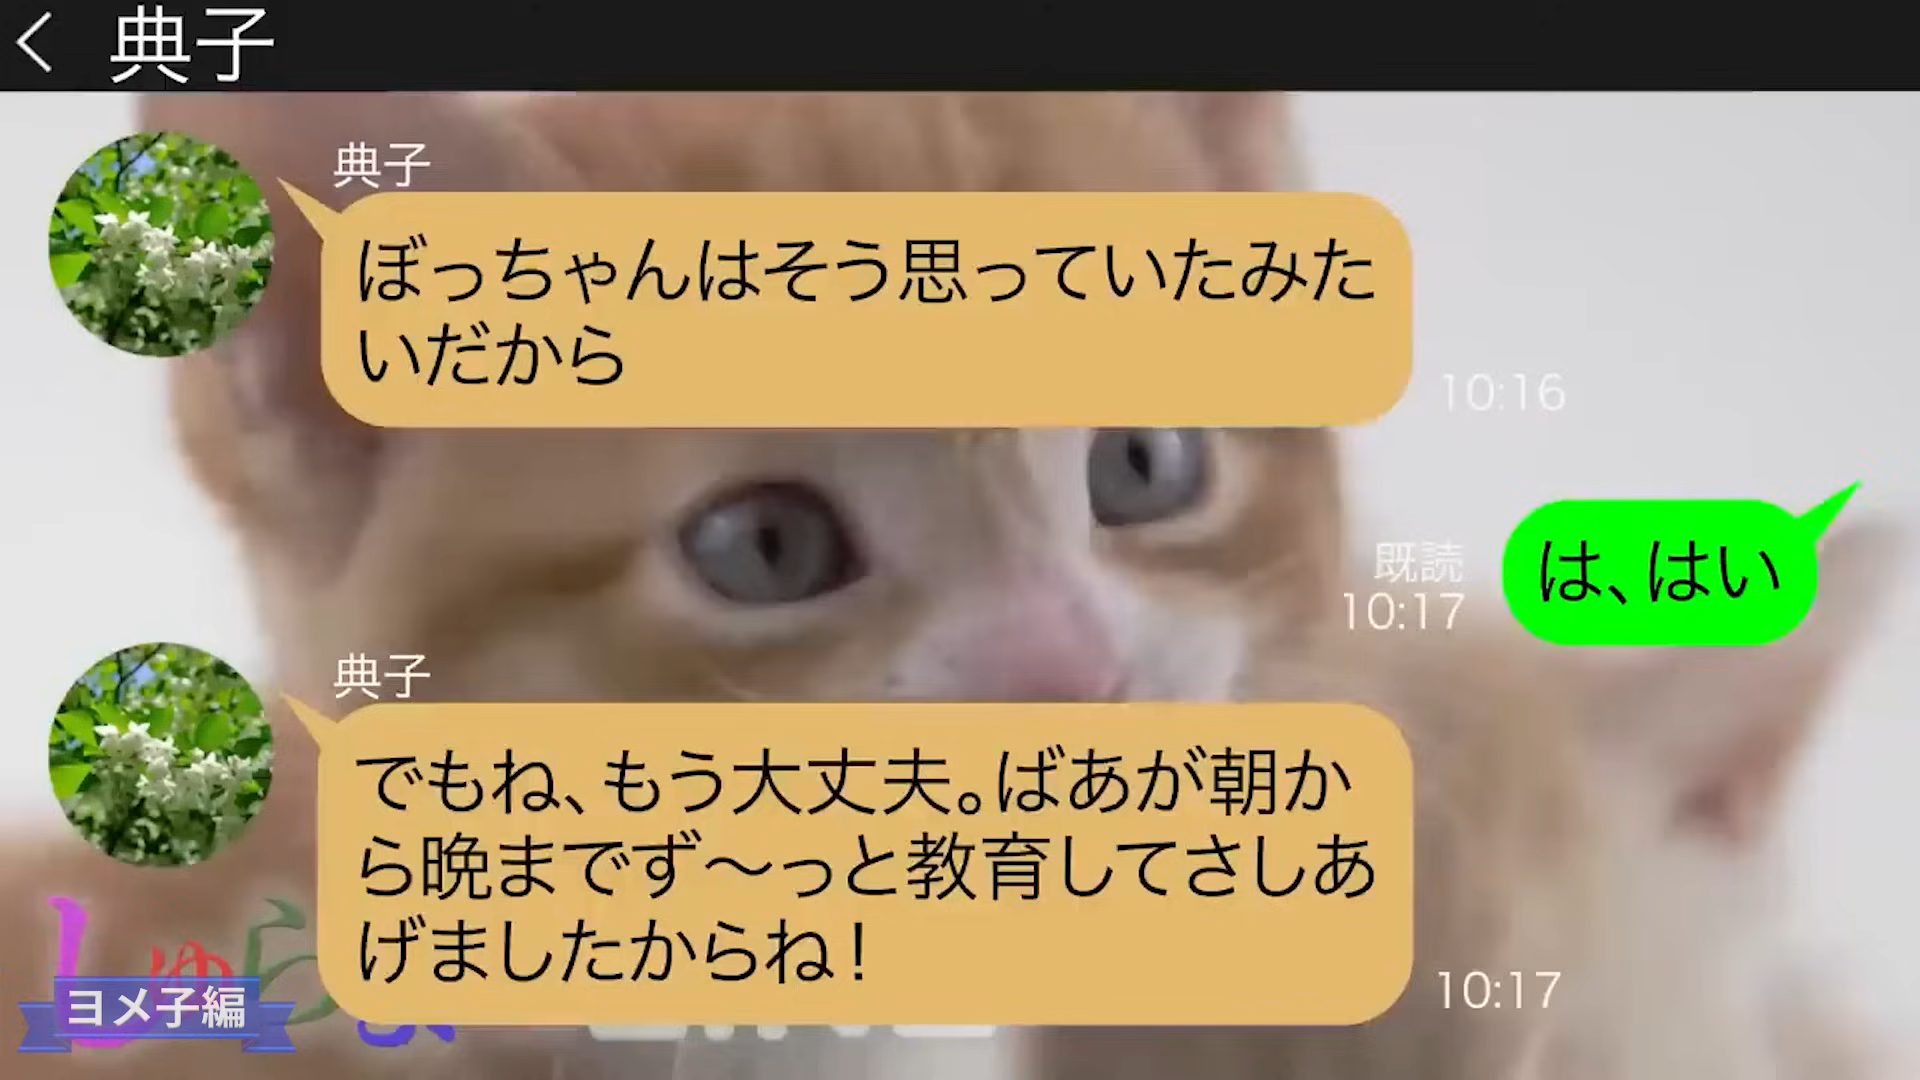 典子
典子
ぼっちゃんはそう思っていたみた
いだから
10:16
既読
10:17
は、はい
典子
でもね、もう大丈夫。ばあが朝か
ら晩までず〜っと教育してさしあ
げましたからね!
10:17
しゅら
ヨメ子編